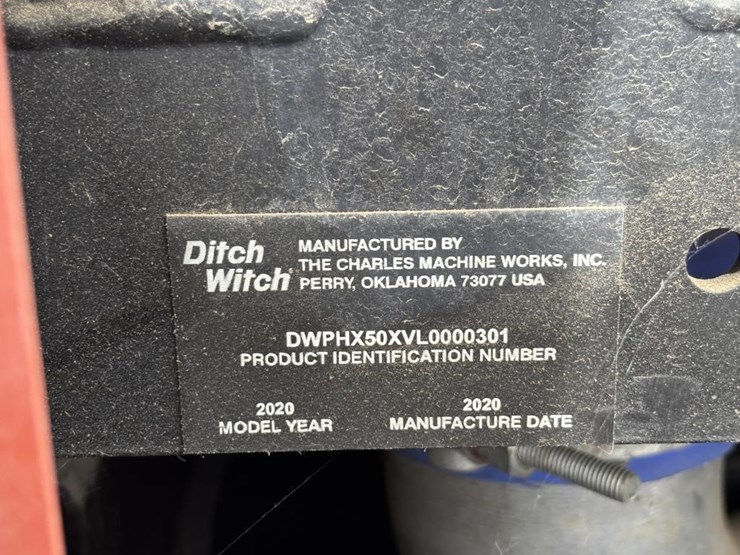 Ditch Witch®
MANUFACTURED BY
THE CHARLES MACHINE WORKS, INC.
PERRY, OKLAHOMA 73077 USA
DWPHX50XVL0000301
PRODUCT IDENTIFICATION NUMBER
2020
MODEL YEAR
2020
MANUFACTURE DATE